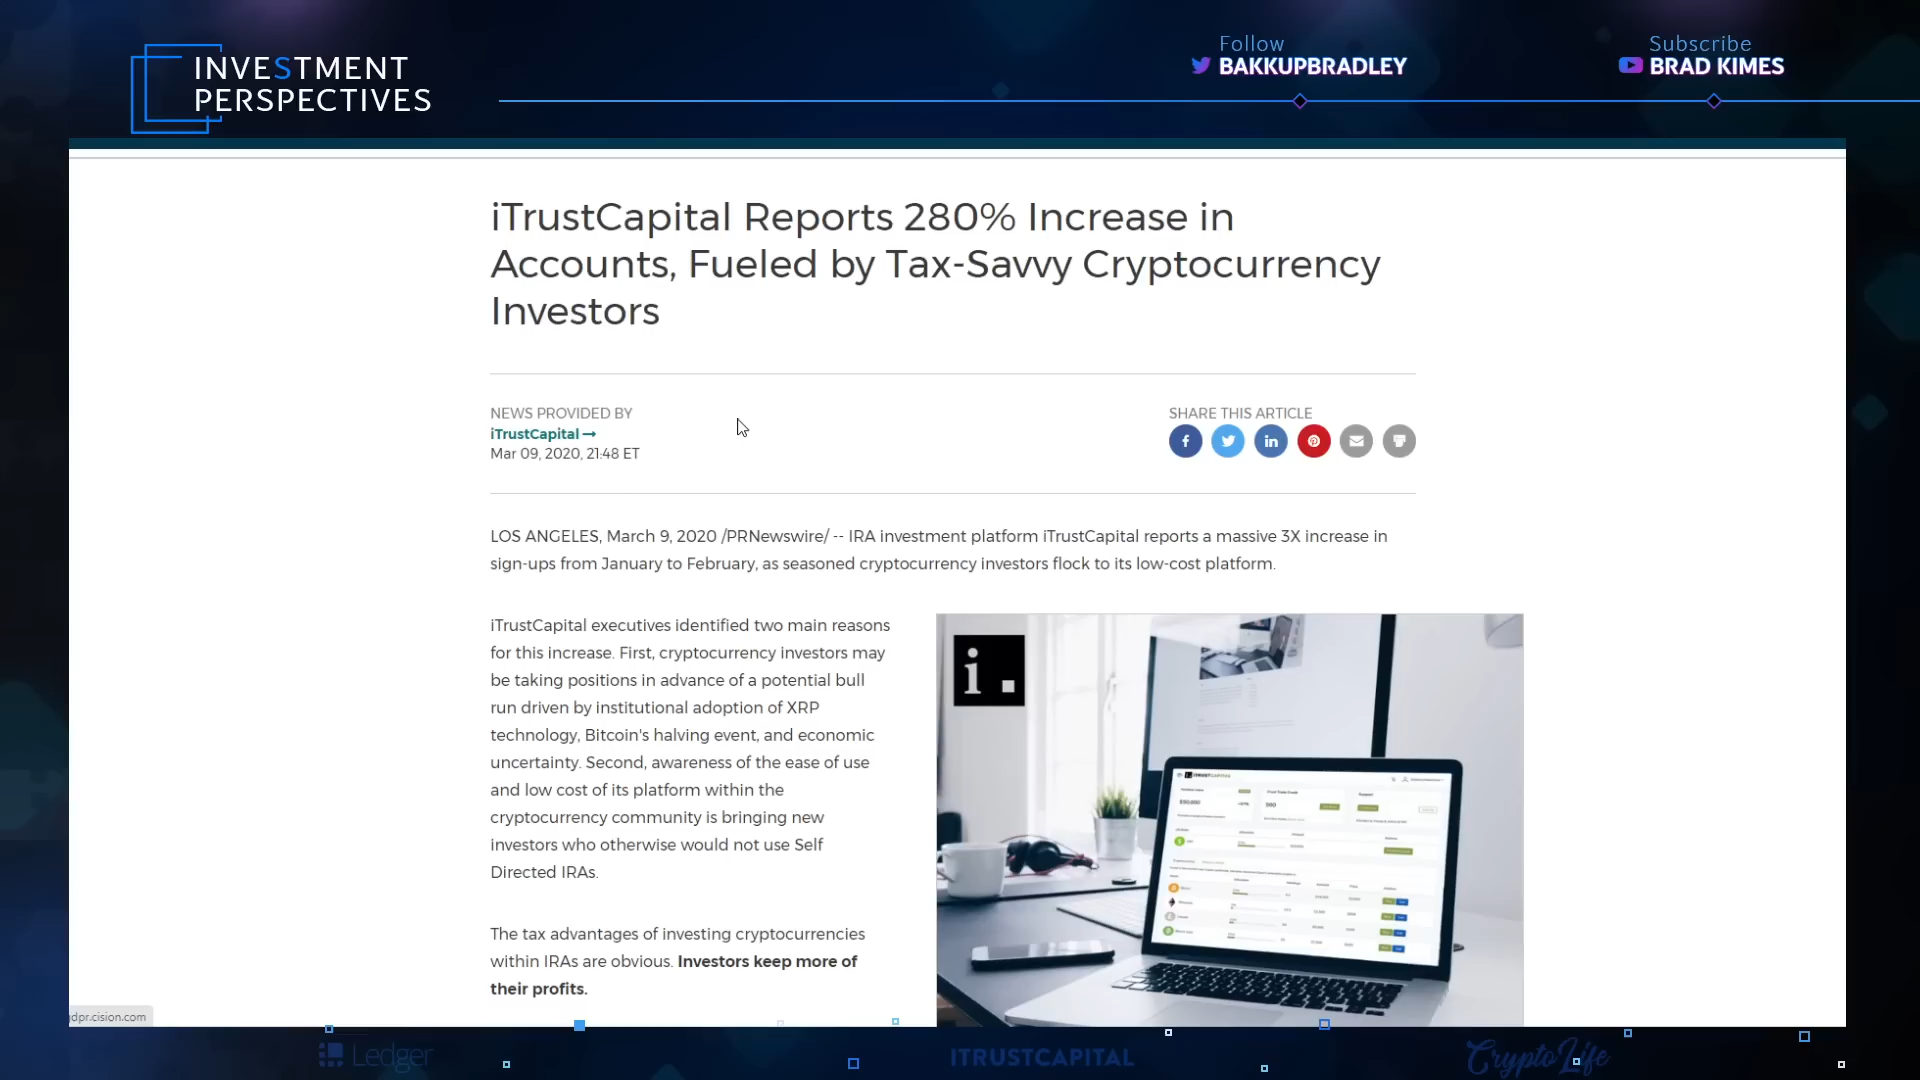 INVESTMENT
PERSPECTIVES
Follow
BAKKUPBRADLEY
Subscribe
BRAD KIMES
iTrustCapital Reports 280% Increase in
Accounts, Fueled by Tax-Savvy Cryptocurrency
Investors
NEWS PROVIDED BY
iTrustCapital →
Mar 09, 2020, 21:48 ET
SHARE THIS ARTICLE
LOS ANGELES, March 9, 2020 /PRNewswire/ -- IRA investment platform iTrustCapital reports a massive 3X increase in
sign-ups from January to February, as seasoned cryptocurrency investors flock to its low-cost platform.
iTrustCapital executives identified two main reasons
for this increase. First, cryptocurrency investors may
be taking positions in advance of a potential bull
run driven by institutional adoption of XRP
technology, Bitcoin's halving event, and economic
uncertainty. Second, awareness of the ease of use
and low cost of its platform within the
cryptocurrency community is bringing new
investors who otherwise would not use Self
Directed IRAs.
The tax advantages of investing cryptocurrencies
within IRAs are obvious. Investors keep more of
their profits.
i.
gdpr.cision.com
Ledger
ITRUSTCAPITAL
CryptoLife